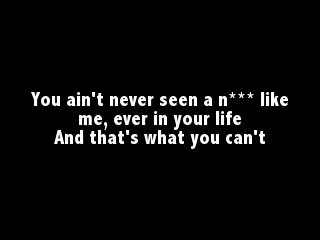 You ain't never seen a n*** like
me, ever in your life
And that's what you can't